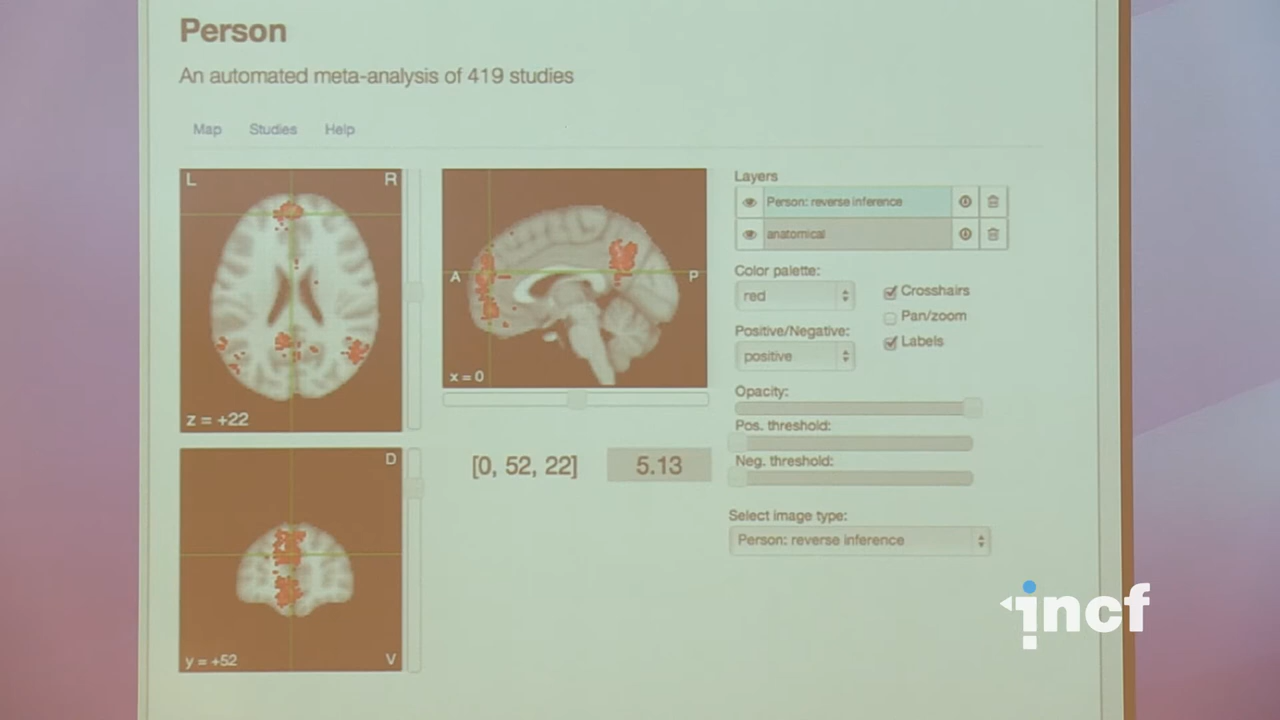 Person
An automated meta-analysis of 419 studies
Map Studies Help
L R
z = +22
A P
x = 0
D
y = +52 V
[0, 52, 22] 5.13
Layers
Person: reverse inference
anatomical
Color palette:
red
Crosshairs
Pan/zoom
Labels
Positive/Negative:
positive
Opacity:
Pos. threshold:
Neg. threshold:
Select image type:
Person: reverse inference
incf